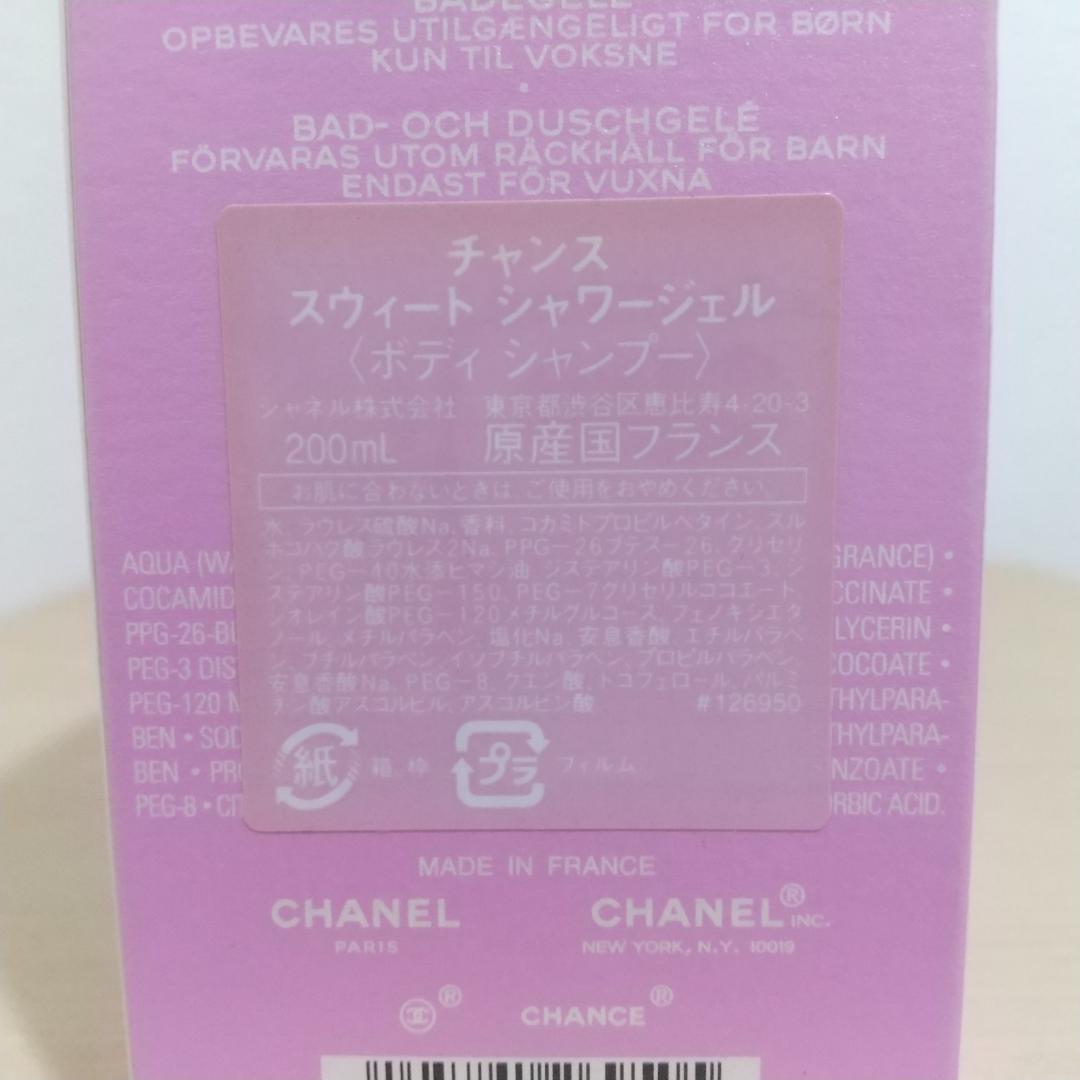 BADEGELÉ
OPBEVARES UTILGÆNGELIGT FOR BØRN
KUN TIL VOKSNE
•
BAD- OCH DUSCHGELÉ
FÖRVARAS UTOM RÄCKHÅLL FÖR BARN
ENDAST FÖR VUXNA
チャンス
スウィート シャワージェル
〈ボディ シャンプー〉
シャネル株式会社 東京都渋谷区恵比寿4-20-3
200mL 原産国フランス
お肌に合わないときは、ご使用をおやめください。
水、ラウレス硫酸Na、香料、コカミトプロピルベタイン、スル
ホコハク酸ラウレス2Na、PPG－26ブテス－26、グリセリ
ン、PEG－40水添ヒマシ油、ジステアリン酸PEG－3、ジ
ステアリン酸PEG－150、PEG－7グリセリルココエート、
ジオレイン酸PEG－120メチルグルコース、フェノキシエタ
ノール、メチルパラベン、塩化Na、安息香酸、エチルパラベ
ン、ブチルパラベン、イソブチルパラベン、プロピルパラベン、
安息香酸Na、PEG－8、クエン酸、トコフェロール、パルミ
チン酸アスコルビル、アスコルビン酸 #126950
紙 箱、枠 プラ フィルム
AQUA (WA GRANCE) •
COCAMID CCINATE •
PPG-26-BU LYCERIN •
PEG-3 DIS COCOATE •
PEG-120 M THYLPARA-
BEN • SOD THYLPARA-
BEN • PRO NZOATE •
PEG-8 • CIT ORBIC ACID.
MADE IN FRANCE
CHANEL CHANEL® INC.
PARIS NEW YORK, N.Y. 10019
® CHANCE®